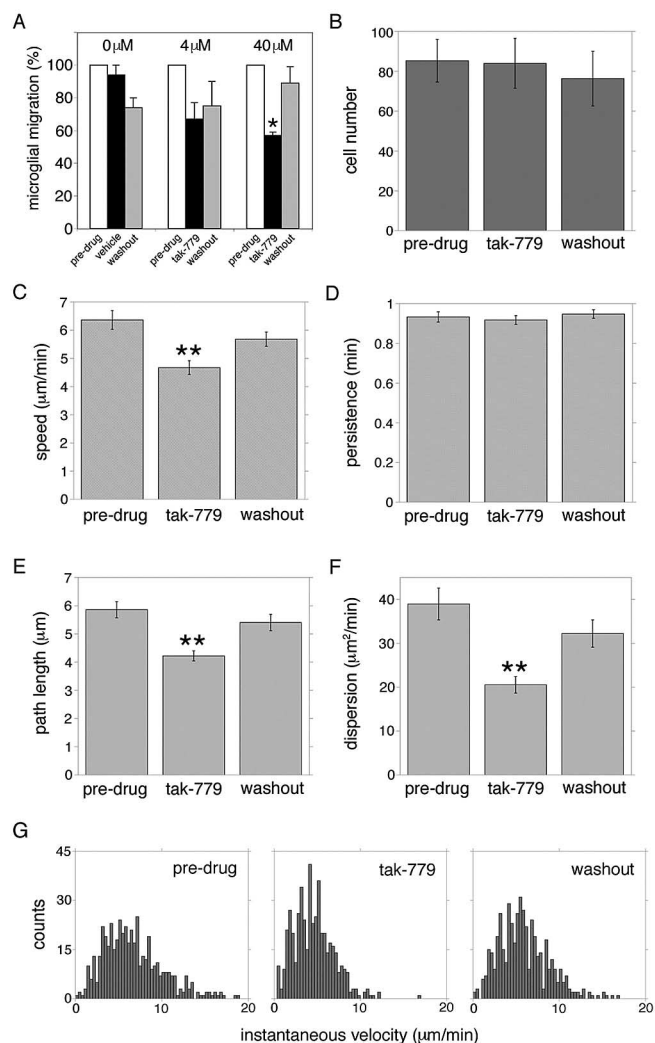 A
0 μM 4 μM 40 μM
microglial migration (%)
100
80
60
40
20
0
*
pre-drug vehicle washout pre-drug tak-779 washout pre-drug tak-779 washout
B
cell number
100
80
60
40
20
0
pre-drug tak-779 washout
C
speed (μm/min)
7
6
5
4
3
2
1
0
**
pre-drug tak-779 washout
D
persistence (min)
1
0.8
0.6
0.4
0.2
0
pre-drug tak-779 washout
E
path length (μm)
7
6
5
4
3
2
1
0
**
pre-drug tak-779 washout
F
dispersion (μm²/min)
40
30
20
10
0
**
pre-drug tak-779 washout
G
counts
45
30
15
0
pre-drug tak-779 washout
0 10 20 0 10 20 0 10 20
instantaneous velocity (μm/min)